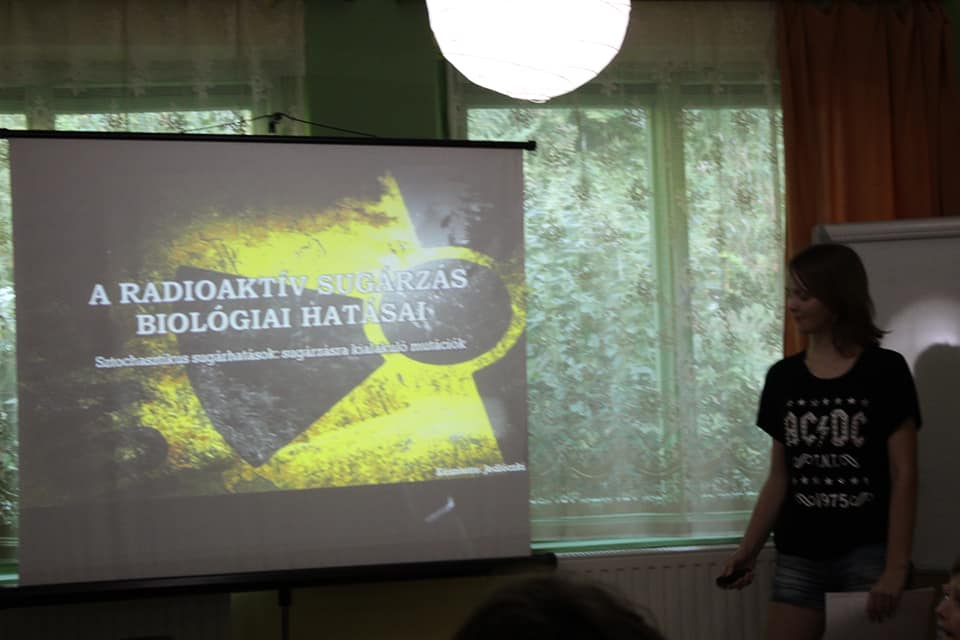 A RADIOAKTÍV SUGÁRZÁS
BIOLÓGIAI HATÁSAI
Sztochasztikus sugárhatások: sugárzásra kialakuló mutációk
AC⚡DC
1975